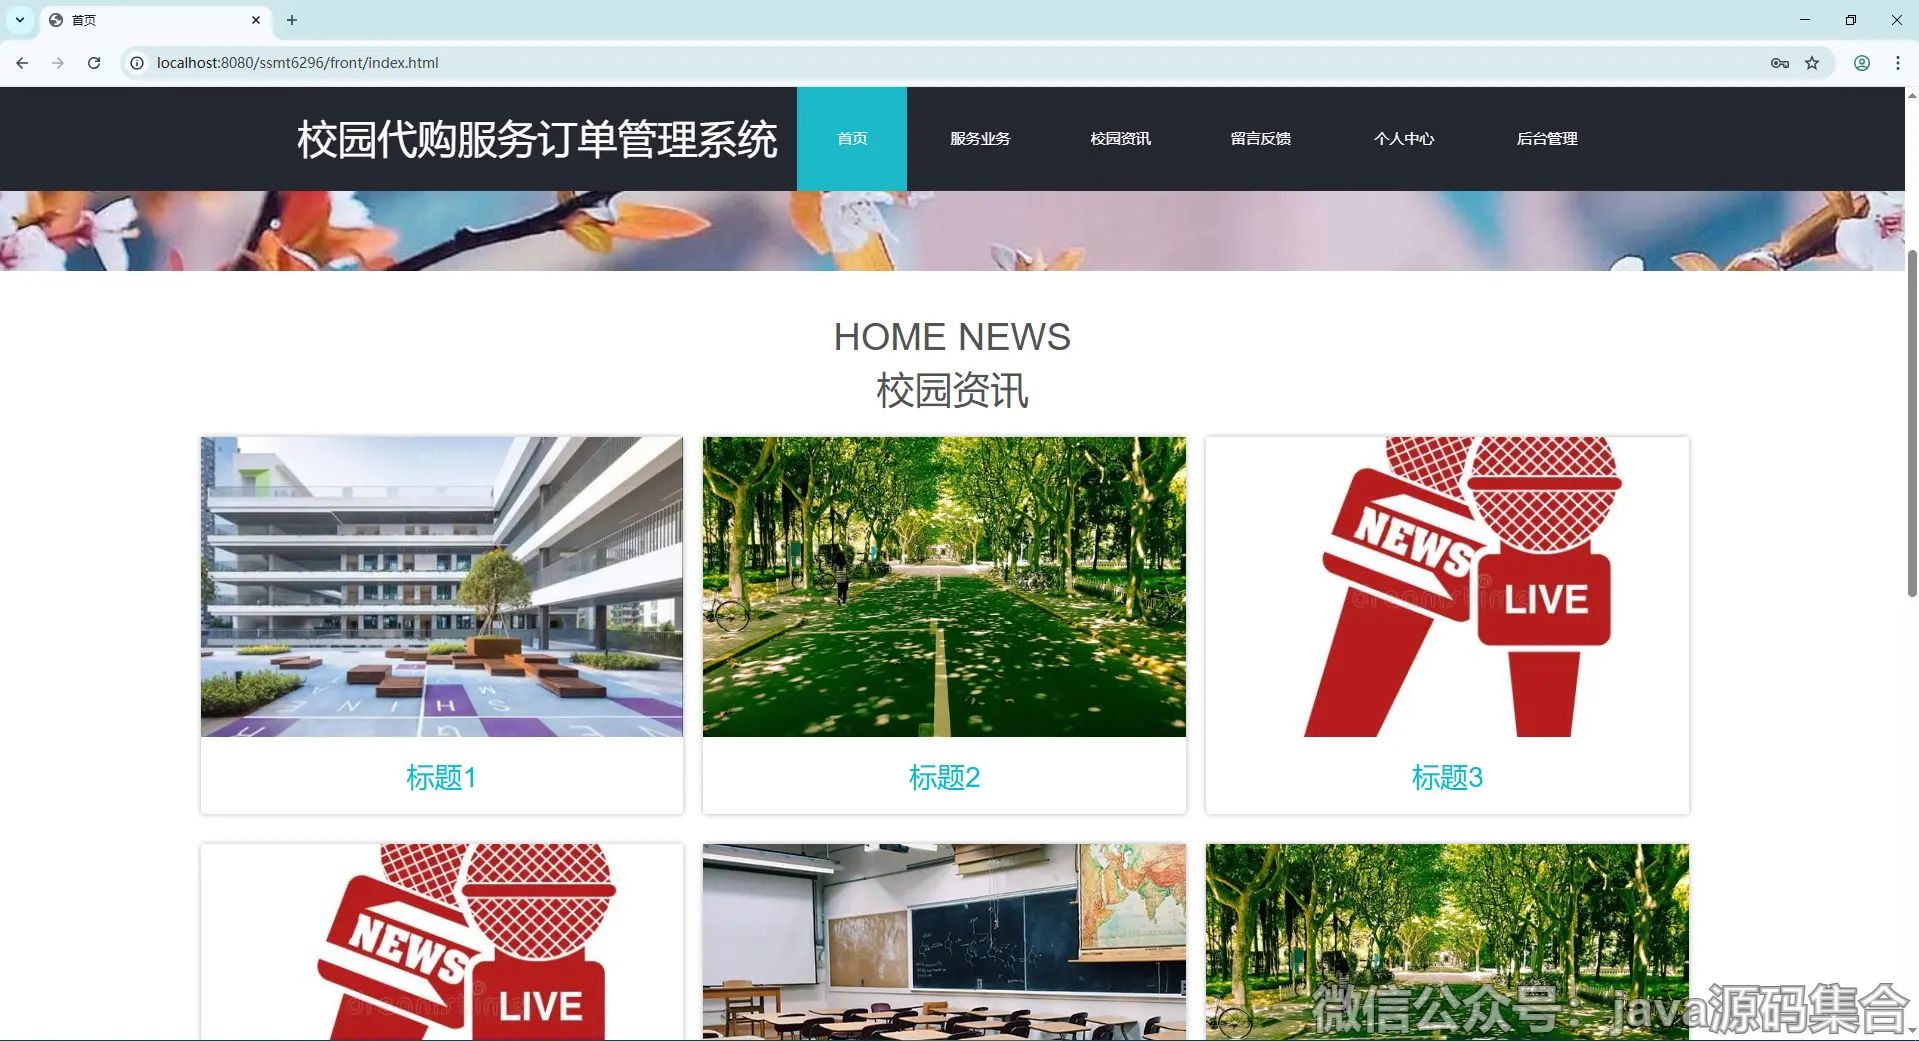 首页
localhost:8080/ssmt6296/front/index.html
校园代购服务订单管理系统
首页
服务业务
校园资讯
留言反馈
个人中心
后台管理
HOME NEWS
校园资讯
NEWS
LIVE
标题1
标题2
标题3
NEWS
LIVE
微信公众号：java源码集合